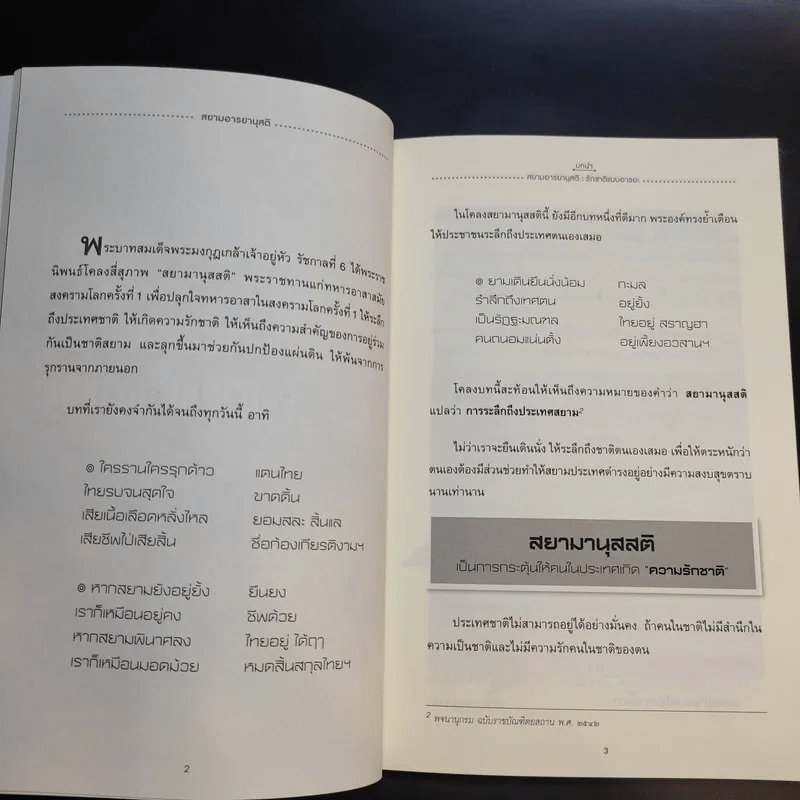 สยามอารยานุสติ
พระบาทสมเด็จพระมงกุฎเกล้าเจ้าอยู่หัว รัชกาลที่ 6 ได้พระราช
นิพนธ์โคลงสี่สุภาพ "สยามานุสสติ" พระราชทานแก่ทหารอาสาสมัย
สงครามโลกครั้งที่ 1 เพื่อปลุกใจทหารอาสาในสงครามโลกครั้งที่ 1 ให้ระลึก
ถึงประเทศชาติ ให้เกิดความรักชาติ ให้เห็นถึงความสำคัญของการอยู่ร่วม
กันเป็นชาติสยาม และลุกขึ้นมาช่วยกันปกป้องแผ่นดิน ให้พ้นจากการ
รุกรานจากภายนอก
บทที่เรายังคงจำกันได้จนถึงทุกวันนี้ อาทิ
๏ ใครรานใครรุกด้าว แดนไทย
ไทยรบจนสุดใจ ขาดดิ้น
เสียเนื้อเลือดหลั่งไหล ยอมสละ สิ้นแล
เสียชีพไป่เสียสิ้น ชื่อก้องเกียรติงามฯ
๏ หากสยามยังอยู่ยั้ง ยืนยง
เราก็เหมือนอยู่คง ชีพด้วย
หากสยามพินาศลง ไทยอยู่ ได้ฤๅ
เราก็เหมือนมอดม้วย หมดสิ้นสกุลไทยฯ
2
บทนำ
สยามอารยานุสติ : รักชาติแบบอารยะ
ในโคลงสยามานุสสตินี้ ยังมีอีกบทหนึ่งที่ดีมาก พระองค์ทรงย้ำเตือน
ให้ประชาชนระลึกถึงประเทศตนเองเสมอ
๏ ยามเดินยืนนั่งน้อม กะมล
รำลึกถึงเทศตน อยู่ยั้ง
เป็นรัฏฐะมณฑล ไทยอยู่ สราญฮา
ควนถนอมแน่นตั้ง อยู่เพี้ยงอวสานฯ
โคลงบทนี้สะท้อนให้เห็นถึงความหมายของคำว่า สยามานุสสติ
แปลว่า การระลึกถึงประเทศสยาม²
ไม่ว่าเราจะยืนเดินนั่ง ให้ระลึกถึงชาติตนเองเสมอ เพื่อให้ตระหนักว่า
ตนเองต้องมีส่วนช่วยทำให้สยามประเทศดำรงอยู่อย่างมีความสงบสุขตราบ
นานเท่านาน
สยามานุสสติ
เป็นการกระตุ้นให้คนในประเทศเกิด "ความรักชาติ"
ประเทศชาติไม่สามารถอยู่ได้อย่างมั่นคง ถ้าคนในชาติไม่มีสำนึกใน
ความเป็นชาติและไม่มีความรักคนในชาติของตน
² พจนานุกรม ฉบับราชบัณฑิตยสถาน พ.ศ. ๒๕๔๒
3